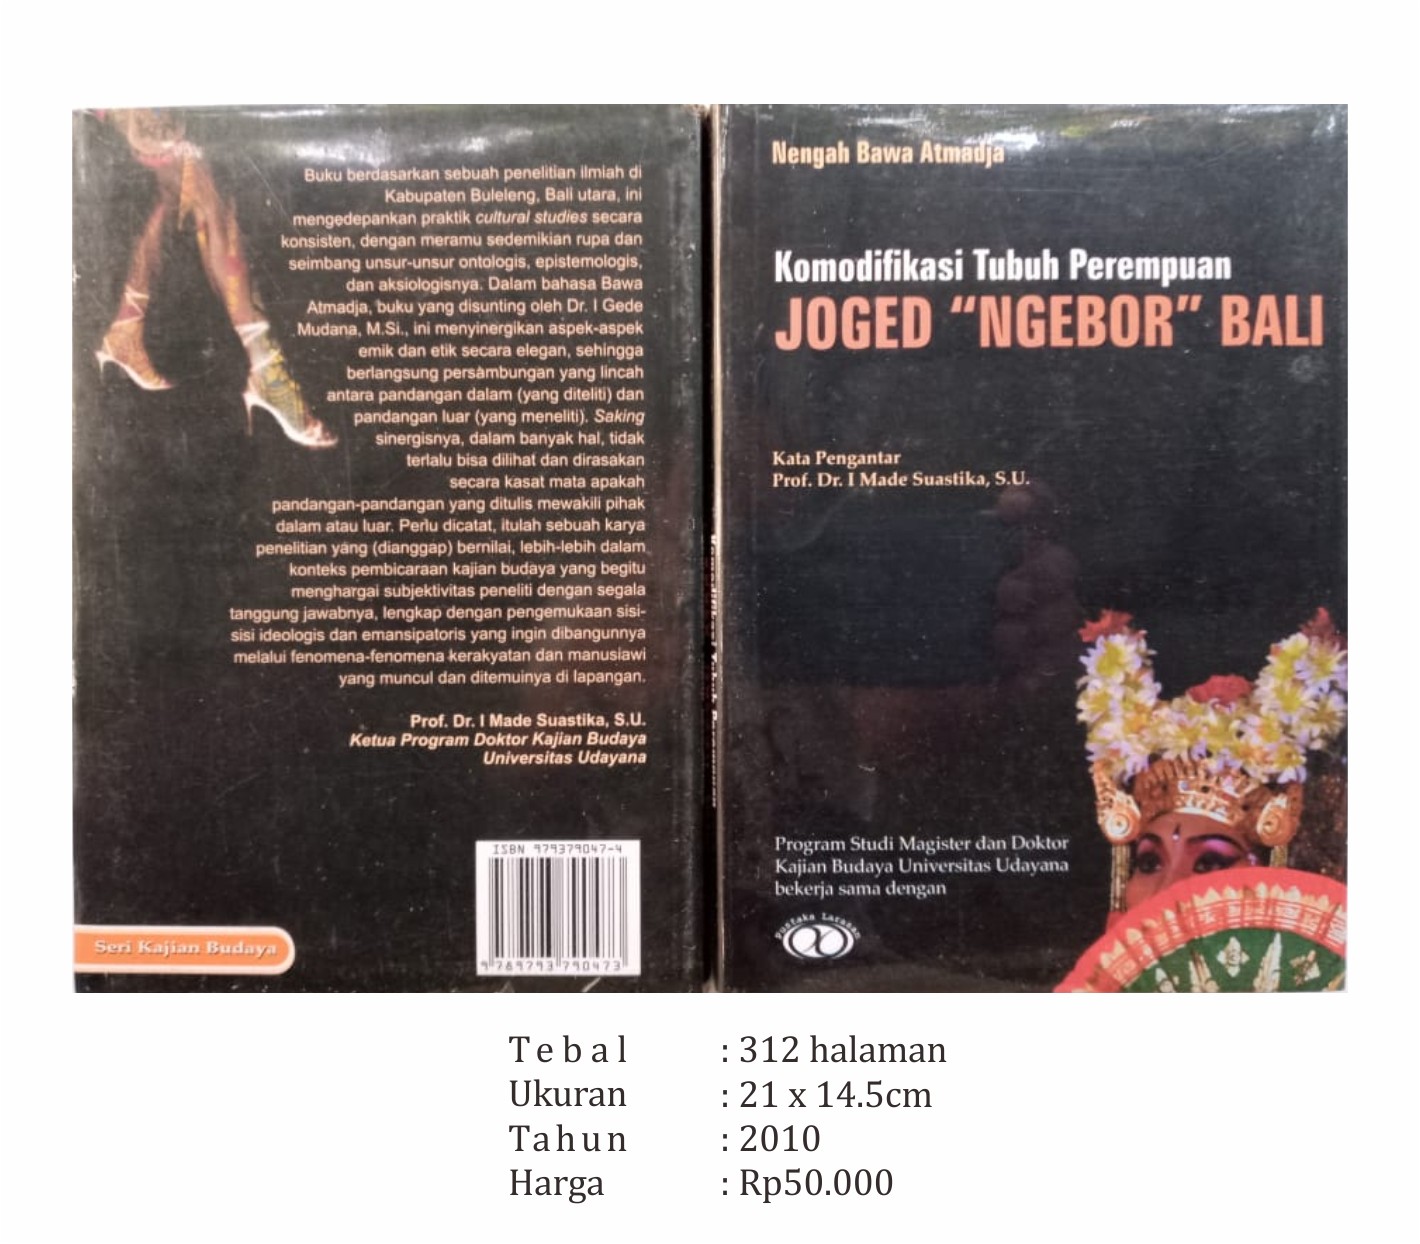 Buku berdasarkan sebuah penelitian ilmiah di
Kabupaten Buleleng, Bali utara, ini
mengedepankan praktik cultural studies secara
konsisten, dengan meramu sedemikian rupa dan
seimbang unsur-unsur ontologis, epistemologis,
dan aksiologisnya. Dalam bahasa Bawa
Atmadja, buku yang disunting oleh Dr. I Gede
Mudana, M.Si., ini menyinergikan aspek-aspek
emik dan etik secara elegan, sehingga
berlangsung persambungan yang lincah
antara pandangan dalam (yang diteliti) dan
pandangan luar (yang meneliti). Saking
sinergisnya, dalam banyak hal, tidak
terlalu bisa dilihat dan dirasakan
secara kasat mata apakah
pandangan-pandangan yang ditulis mewakili pihak
dalam atau luar. Perlu dicatat, itulah sebuah karya
penelitian yang (dianggap) bernilai, lebih-lebih dalam
konteks pembicaraan kajian budaya yang begitu
menghargai subjektivitas peneliti dengan segala
tanggung jawabnya, lengkap dengan pengemukaan sisi-
sisi ideologis dan emansipatoris yang ingin dibangunnya
melalui fenomena-fenomena kerakyatan dan manusiawi
yang muncul dan ditemuinya di lapangan.
Prof. Dr. I Made Suastika, S.U.
Ketua Program Doktor Kajian Budaya
Universitas Udayana
ISBN 979379047-4
9 789793 790473
Seri Kajian Budaya
Nengah Bawa Atmadja
Komodifikasi Tubuh Perempuan
JOGED "NGEBOR" BALI
Kata Pengantar
Prof. Dr. I Made Suastika, S.U.
Program Studi Magister dan Doktor
Kajian Budaya Universitas Udayana
bekerja sama dengan
Pustaka Larasan
Tebal : 312 halaman
Ukuran : 21 x 14.5cm
Tahun : 2010
Harga : Rp50.000